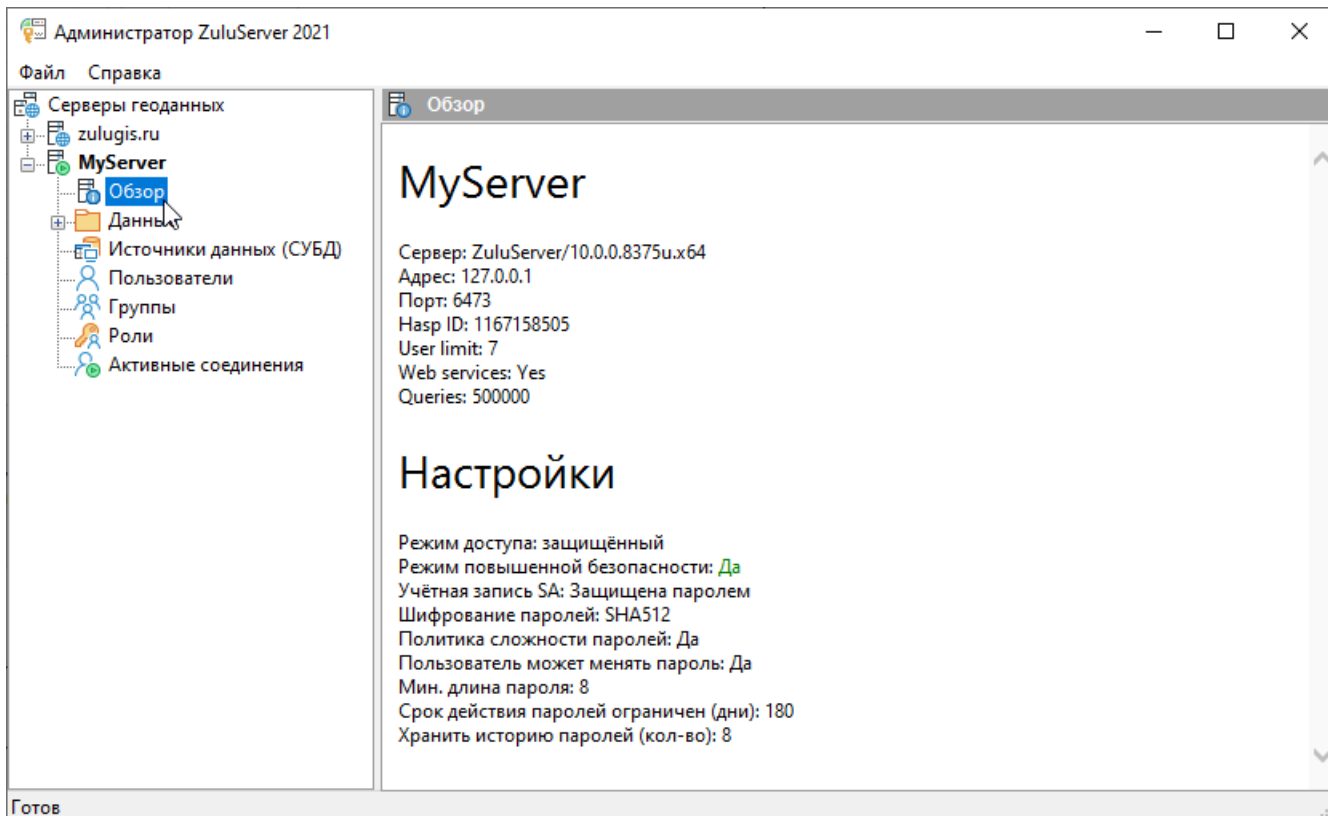 Администратор ZuluServer 2021
Файл Справка
Серверы геоданных
zulugis.ru
MyServer
Обзор
Данные
Источники данных (СУБД)
Пользователи
Группы
Роли
Активные соединения
Обзор
MyServer
Сервер: ZuluServer/10.0.0.8375u.x64
Адрес: 127.0.0.1
Порт: 6473
Hasp ID: 1167158505
User limit: 7
Web services: Yes
Queries: 500000
Настройки
Режим доступа: защищённый
Режим повышенной безопасности: Да
Учётная запись SA: Защищена паролем
Шифрование паролей: SHA512
Политика сложности паролей: Да
Пользователь может менять пароль: Да
Мин. длина пароля: 8
Срок действия паролей ограничен (дни): 180
Хранить историю паролей (кол-во): 8
Готов